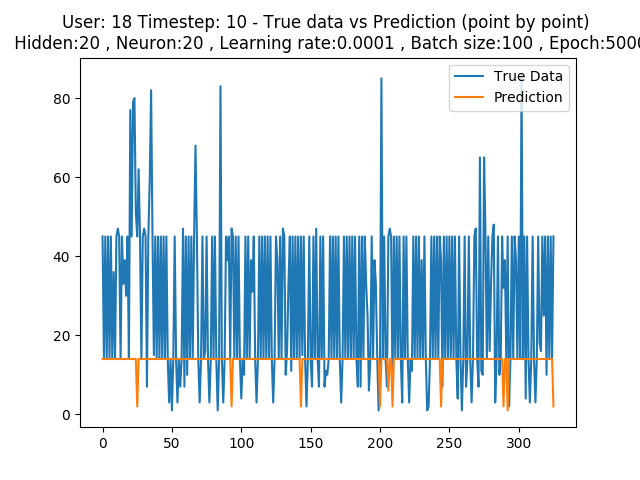 User: 18 Timestep: 10 - True data vs Prediction (point by point)
Hidden:20 , Neuron:20 , Learning rate:0.0001 , Batch size:100 , Epoch:5000
True Data
Prediction
80
60
40
20
0
0 50 100 150 200 250 300